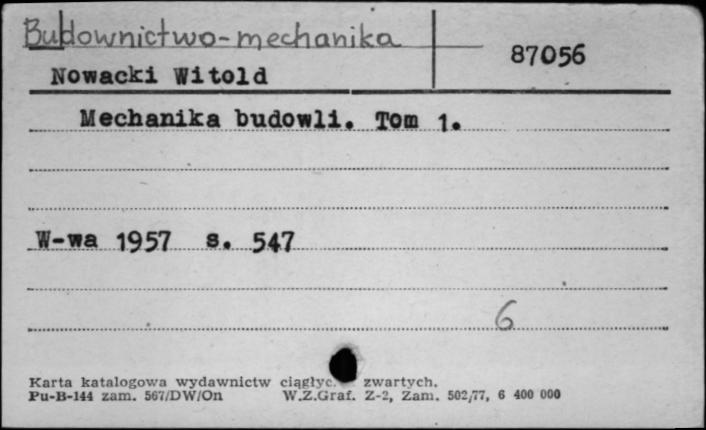 Budownictwo-mechanika
87056
Nowacki Witold
Mechanika budowli. Tom 1.
W-wa 1957 s. 547
6
Karta katalogowa wydawnictw ciągłyc. zwartych.
Pu-B-144 zam. 567/DW/On W.Z.Graf. Z-2, Zam. 502/77, 6 400 000